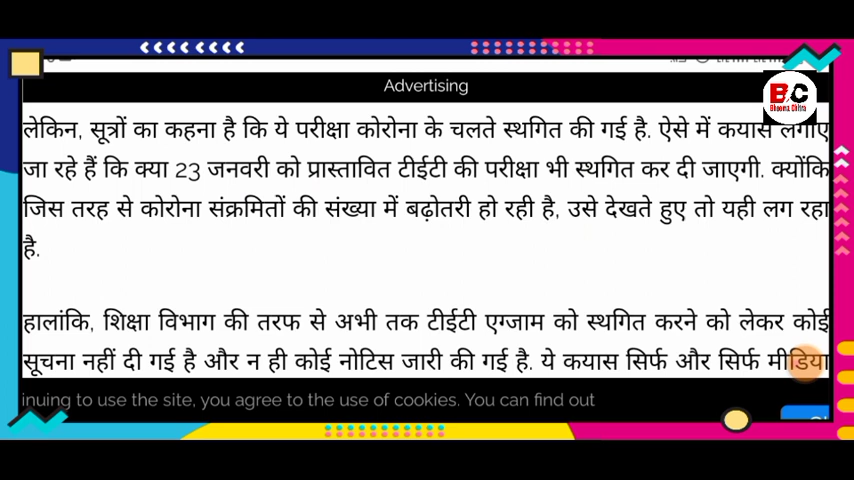 Advertising
BC
Bhooma Chitra
लेकिन, सूत्रों का कहना है कि ये परीक्षा कोरोना के चलते स्थगित की गई है. ऐसे में कयास लगाए
जा रहे हैं कि क्या 23 जनवरी को प्रास्तावित टीईटी की परीक्षा भी स्थगित कर दी जाएगी. क्योंकि
जिस तरह से कोरोना संक्रमितों की संख्या में बढ़ोतरी हो रही है, उसे देखते हुए तो यही लग रहा
है.
हालांकि, शिक्षा विभाग की तरफ से अभी तक टीईटी एग्जाम को स्थगित करने को लेकर कोई
सूचना नहीं दी गई है और न ही कोई नोटिस जारी की गई है. ये कयास सिर्फ और सिर्फ मीडिया
inuing to use the site, you agree to the use of cookies. You can find out